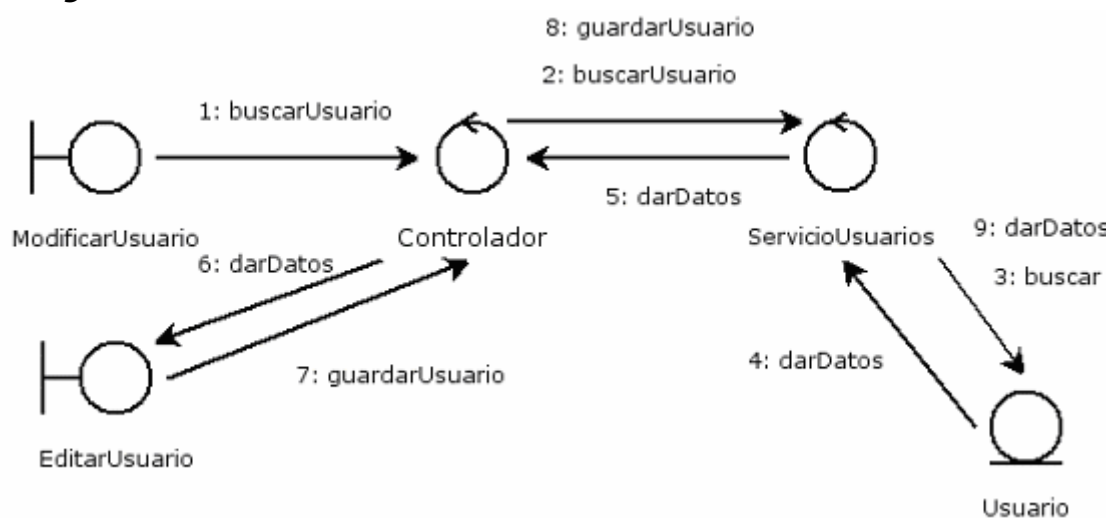 8: guardarUsuario
2: buscarUsuario
1: buscarUsuario
5: darDatos
ModificarUsuario
Controlador
ServicioUsuarios
9: darDatos
6: darDatos
3: buscar
4: darDatos
7: guardarUsuario
EditarUsuario
Usuario